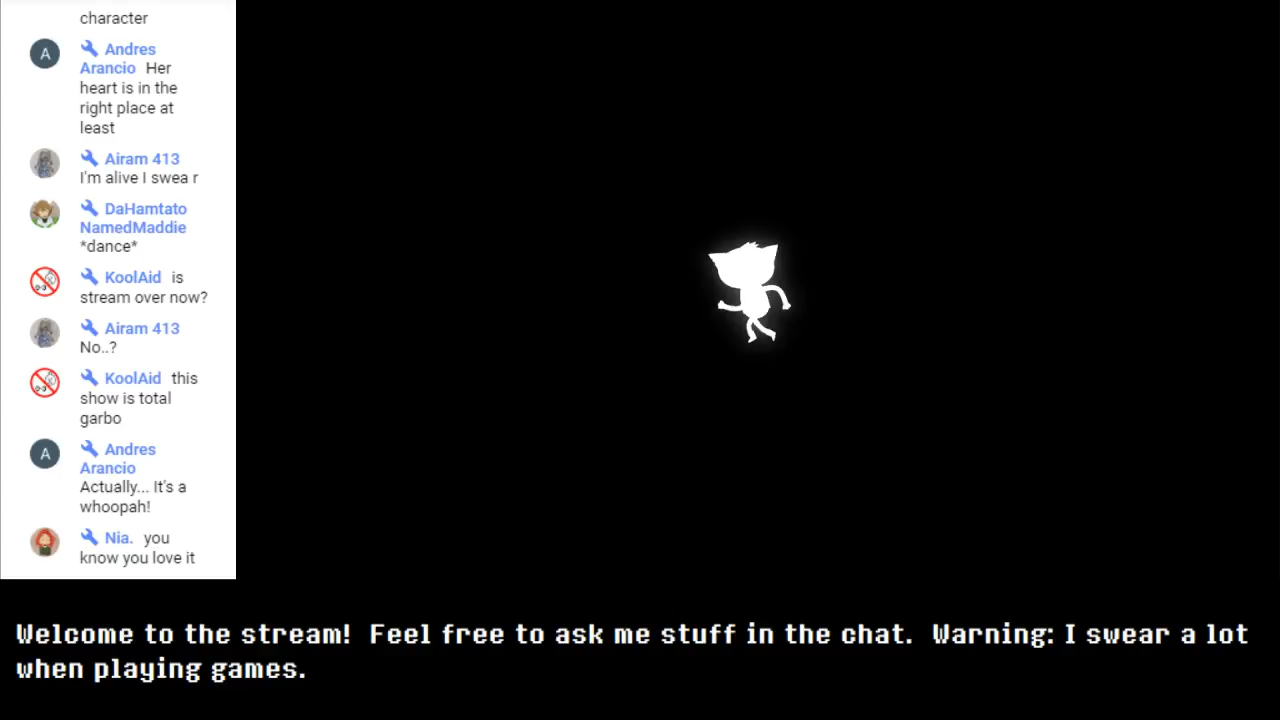 character
Andres
Arancio Her
heart is in the
right place at
least
Airam 413
I'm alive I swea r
DaHamtato
NamedMaddie
*dance*
KoolAid is
stream over now?
Airam 413
No..?
KoolAid this
show is total
garbo
Andres
Arancio
Actually... It's a
whoopah!
Nia. you
know you love it
A
A
Welcome to the stream! Feel free to ask me stuff in the chat. Warning: I swear a lot
when playing games.